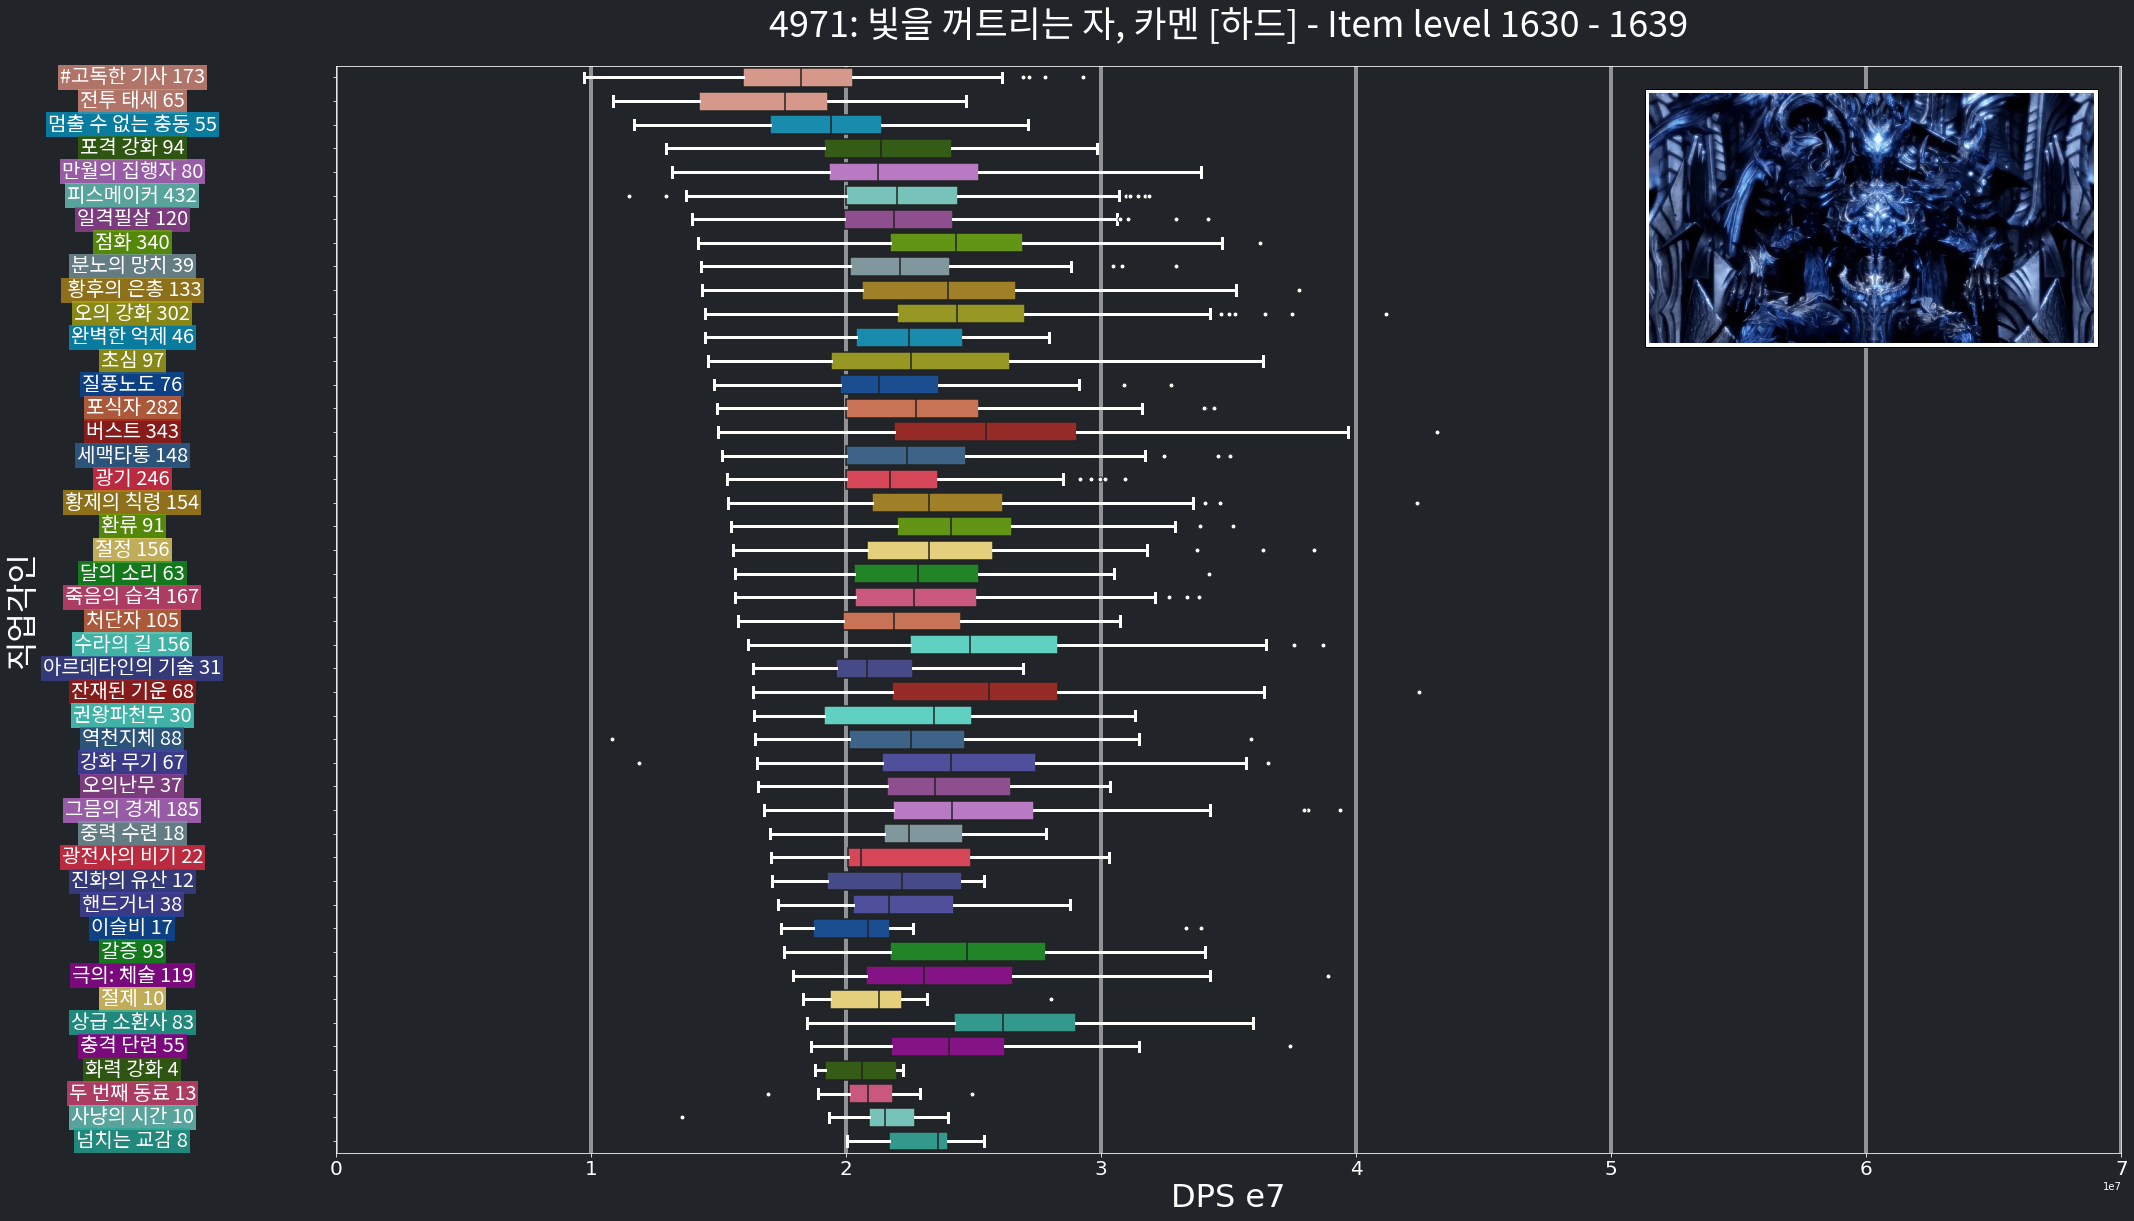 4971: 빛을 꺼트리는 자, 카멘 [하드] - Item level 1630 - 1639
직업각인
#고독한 기사 173
전투 태세 65
멈출 수 없는 충동 55
포격 강화 94
만월의 집행자 80
피스메이커 432
일격필살 120
점화 340
분노의 망치 39
황후의 은총 133
오의 강화 302
완벽한 억제 46
초심 97
질풍노도 76
포식자 282
버스트 343
세맥타통 148
광기 246
황제의 칙령 154
환류 91
절정 156
달의 소리 63
죽음의 습격 167
처단자 105
수라의 길 156
아르데타인의 기술 31
잔재된 기운 68
권왕파천무 30
역천지체 88
강화 무기 67
오의난무 37
그믐의 경계 185
중력 수련 18
광전사의 비기 22
진화의 유산 12
핸드거너 38
이슬비 17
갈증 93
극의: 체술 119
절제 10
상급 소환사 83
충격 단련 55
화력 강화 4
두 번째 동료 13
사냥의 시간 10
넘치는 교감 8
0 1 2 3 4 5 6 7
1e7
DPS e7